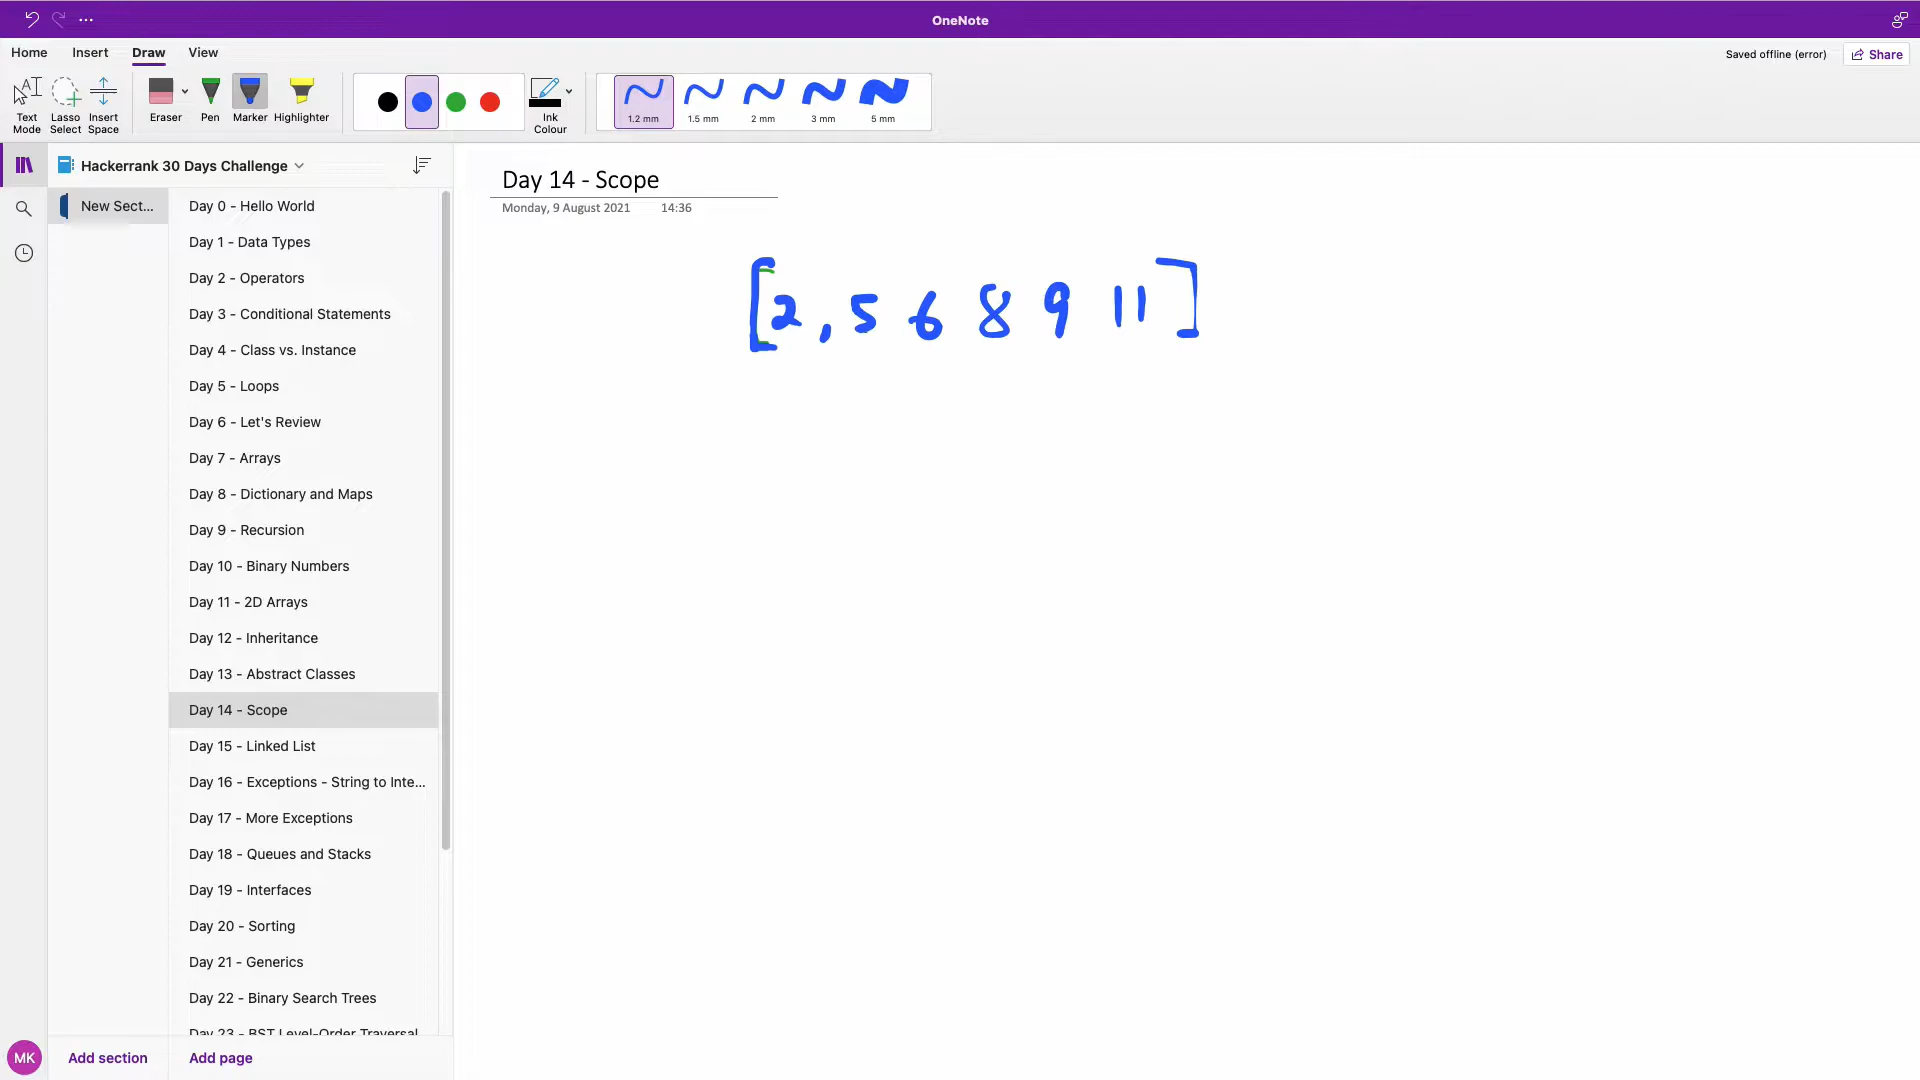 OneNote
Home Insert Draw View
Saved offline (error) Share
Text Mode
Lasso Select
Insert Space
Eraser
Pen
Marker
Highlighter
Ink Colour
1.2 mm
1.5 mm
2 mm
3 mm
5 mm
Hackerrank 30 Days Challenge
New Sect...
Day 0 - Hello World
Day 1 - Data Types
Day 2 - Operators
Day 3 - Conditional Statements
Day 4 - Class vs. Instance
Day 5 - Loops
Day 6 - Let's Review
Day 7 - Arrays
Day 8 - Dictionary and Maps
Day 9 - Recursion
Day 10 - Binary Numbers
Day 11 - 2D Arrays
Day 12 - Inheritance
Day 13 - Abstract Classes
Day 14 - Scope
Day 15 - Linked List
Day 16 - Exceptions - String to Inte...
Day 17 - More Exceptions
Day 18 - Queues and Stacks
Day 19 - Interfaces
Day 20 - Sorting
Day 21 - Generics
Day 22 - Binary Search Trees
Day 23 - BST Level-Order Traversal
MK
Add section
Add page
Day 14 - Scope
Monday, 9 August 2021 14:36
[2, 5 6 8 9 11]